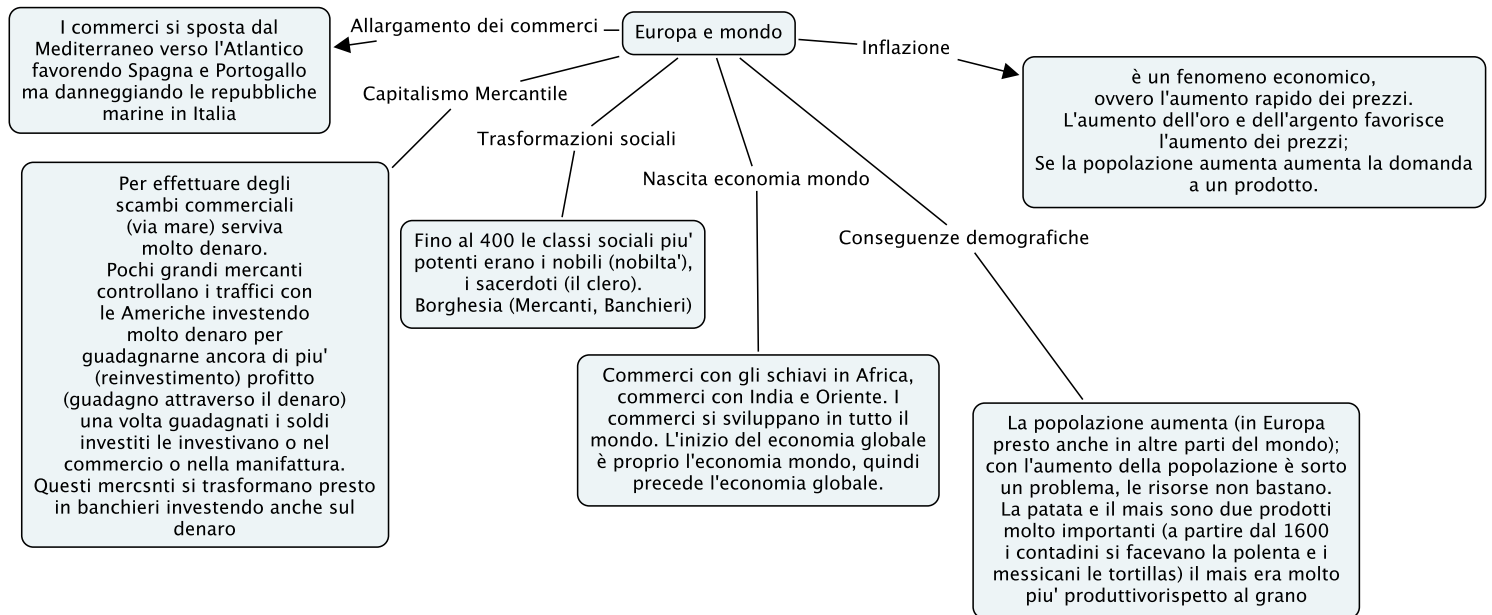 Europa e mondo
Allargamento dei commerci
I commerci si sposta dal
Mediterraneo verso l'Atlantico
favorendo Spagna e Portogallo
ma danneggiando le repubbliche
marine in Italia
Capitalismo Mercantile
Per effettuare degli
scambi commerciali
(via mare) serviva
molto denaro.
Pochi grandi mercanti
controllano i traffici con
le Americhe investendo
molto denaro per
guadagnarne ancora di piu'
(reinvestimento) profitto
(guadagno attraverso il denaro)
una volta guadagnati i soldi
investiti le investivano o nel
commercio o nella manifattura.
Questi mercsnti si trasformano presto
in banchieri investendo anche sul
denaro
Trasformazioni sociali
Fino al 400 le classi sociali piu'
potenti erano i nobili (nobilta'),
i sacerdoti (il clero).
Borghesia (Mercanti, Banchieri)
Nascita economia mondo
Commerci con gli schiavi in Africa,
commerci con India e Oriente. I
commerci si sviluppano in tutto il
mondo. L'inizio del economia globale
è proprio l'economia mondo, quindi
precede l'economia globale.
Conseguenze demografiche
La popolazione aumenta (in Europa
presto anche in altre parti del mondo);
con l'aumento della popolazione è sorto
un problema, le risorse non bastano.
La patata e il mais sono due prodotti
molto importanti (a partire dal 1600
i contadini si facevano la polenta e i
messicani le tortillas) il mais era molto
piu' produttivorispetto al grano
Inflazione
è un fenomeno economico,
ovvero l'aumento rapido dei prezzi.
L'aumento dell'oro e dell'argento favorisce
l'aumento dei prezzi;
Se la popolazione aumenta aumenta la domanda
a un prodotto.